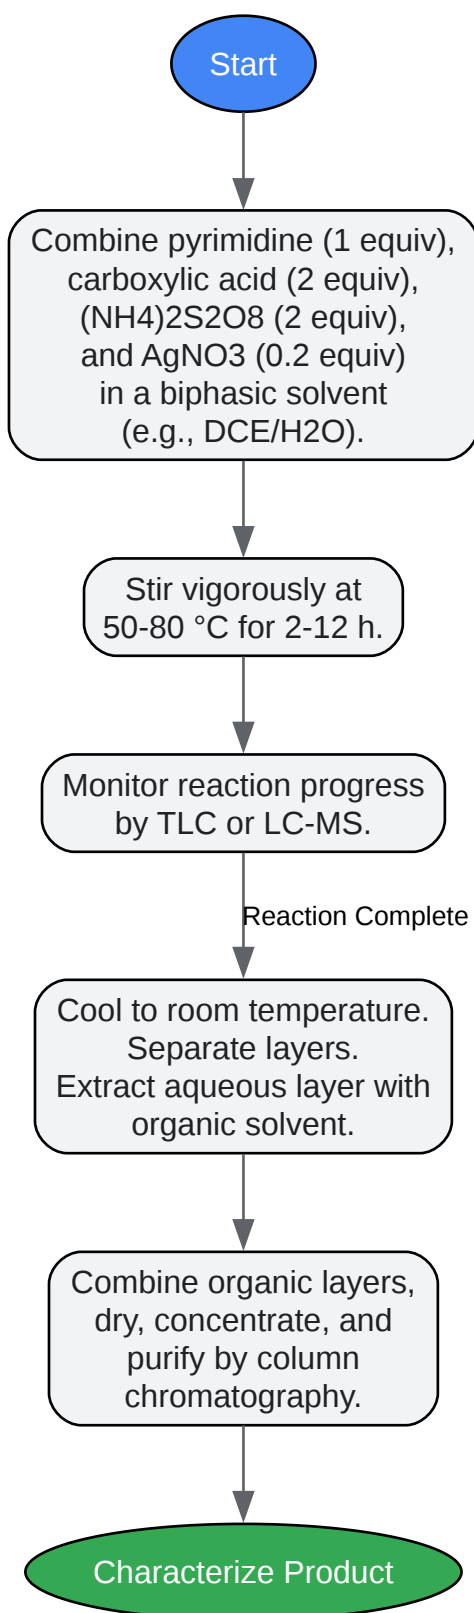 Start
Combine pyrimidine (1 equiv),
carboxylic acid (2 equiv),
(NH4)2S2O8 (2 equiv),
and AgNO3 (0.2 equiv)
in a biphasic solvent
(e.g., DCE/H2O).
Stir vigorously at
50-80 °C for 2-12 h.
Monitor reaction progress
by TLC or LC-MS.
Reaction Complete
Cool to room temperature.
Separate layers.
Extract aqueous layer with
organic solvent.
Combine organic layers,
dry, concentrate, and
purify by column
chromatography.
Characterize Product